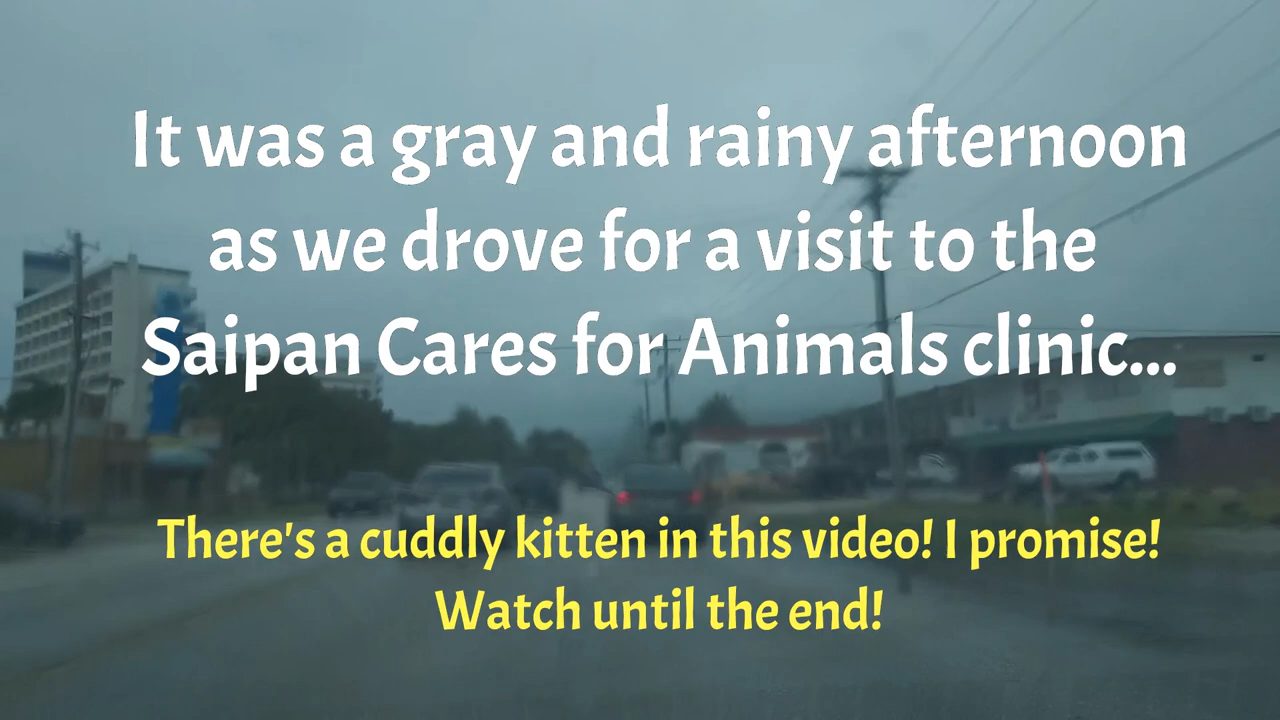 It was a gray and rainy afternoon
as we drove for a visit to the
Saipan Cares for Animals clinic...
There's a cuddly kitten in this video! I promise!
Watch until the end!